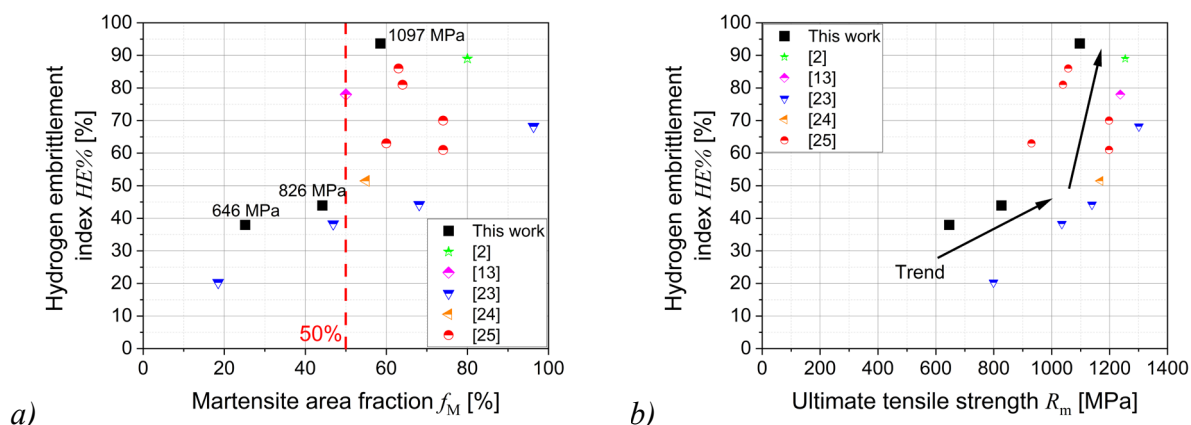 100
90
80
70
60
50
40
30
20
10
0
Hydrogen embrittlement
index HE% [%]
1097 MPa
826 MPa
646 MPa
50%
This work
[2]
[13]
[23]
[24]
[25]
0 20 40 60 80 100
Martensite area fraction fM [%]
a)
100
90
80
70
60
50
40
30
20
10
0
Hydrogen embrittlement
index HE% [%]
This work
[2]
[13]
[23]
[24]
[25]
Trend
0 200 400 600 800 1000 1200 1400
Ultimate tensile strength Rm [MPa]
b)